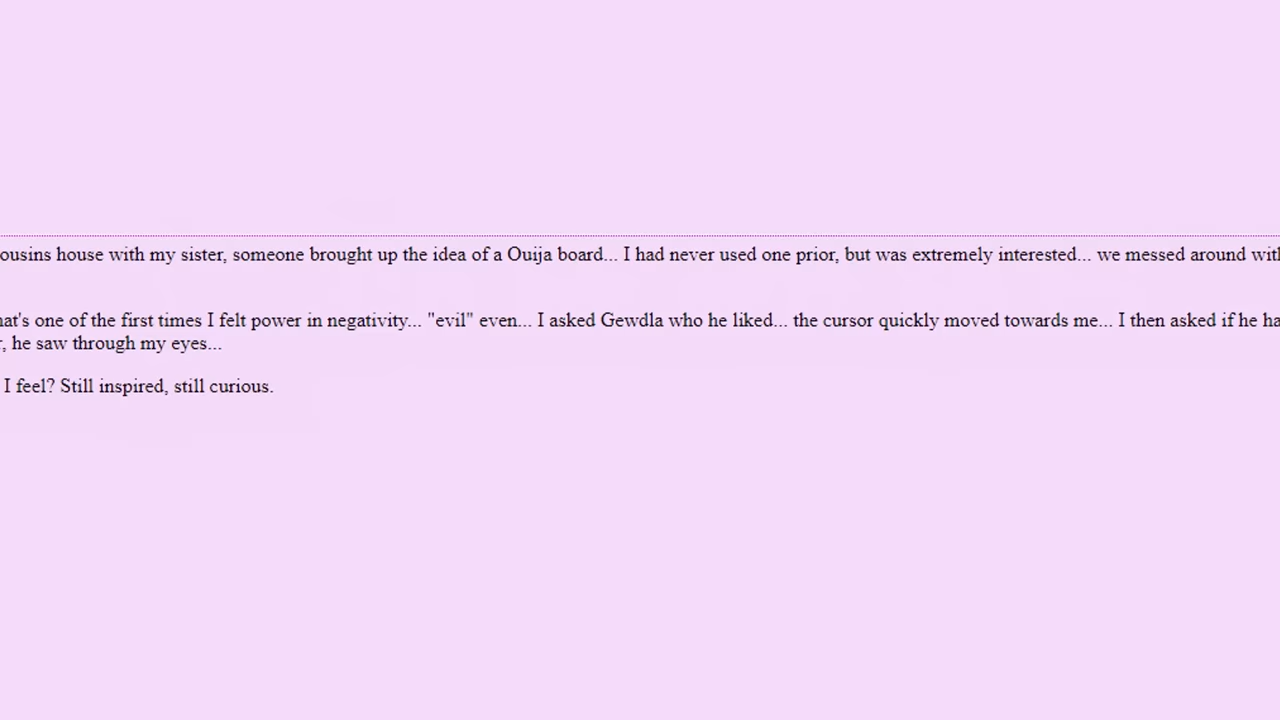 ousins house with my sister, someone brought up the idea of a Ouija board... I had never used one prior, but was extremely interested... we messed around with
hat's one of the first times I felt power in negativity... "evil" even... I asked Gewdla who he liked... the cursor quickly moved towards me... I then asked if he ha
r, he saw through my eyes...
I feel? Still inspired, still curious.